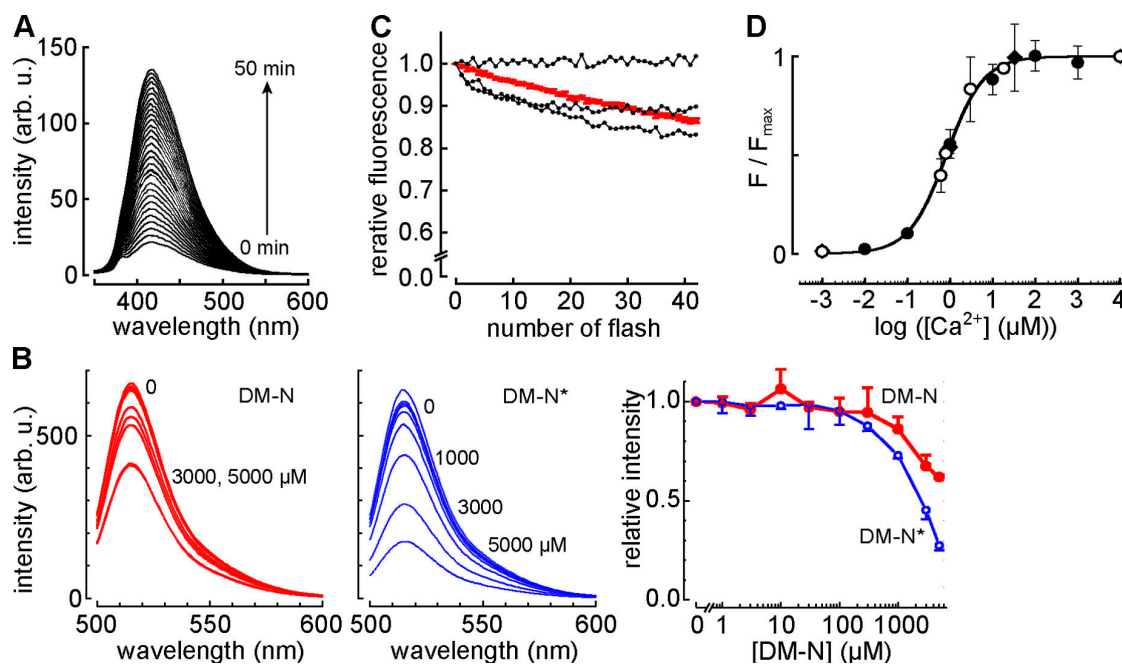 A
150
100
50
0
intensity (arb. u.)
50 min
0 min
400
500
600
wavelength (nm)
C
1.0
0.9
0.8
0.7
0.6
0.0
rerative fluorescence
0
10
20
30
40
number of flash
D
1
0
F / Fmax
-3
-2
-1
0
1
2
3
4
log ([Ca2+] (μM))
B
500
0
intensity (arb. u.)
0
DM-N
3000, 5000 μM
500
550
600
wavelength (nm)
DM-N*
0
1000
3000
5000 μM
500
550
600
wavelength (nm)
1.0
0.5
0.0
relative intensity
DM-N
DM-N*
0
1
10
100
1000
[DM-N] (μM)